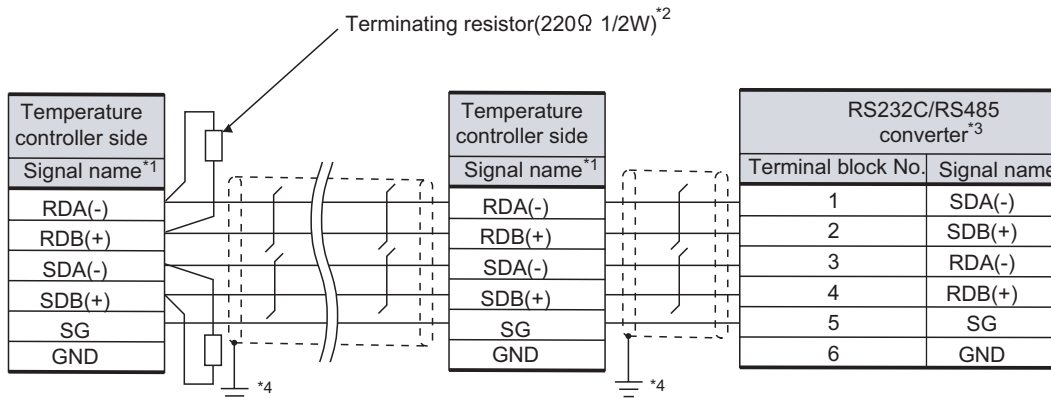 Terminating resistor(220Ω 1/2W)*2
Temperature
controller side
Signal name*1
RDA(-)
RDB(+)
SDA(-)
SDB(+)
SG
GND
*4
Temperature
controller side
Signal name*1
RDA(-)
RDB(+)
SDA(-)
SDB(+)
SG
GND
*4
RS232C/RS485
converter*3
Terminal block No. Signal name
1 SDA(-)
2 SDB(+)
3 RDA(-)
4 RDB(+)
5 SG
6 GND